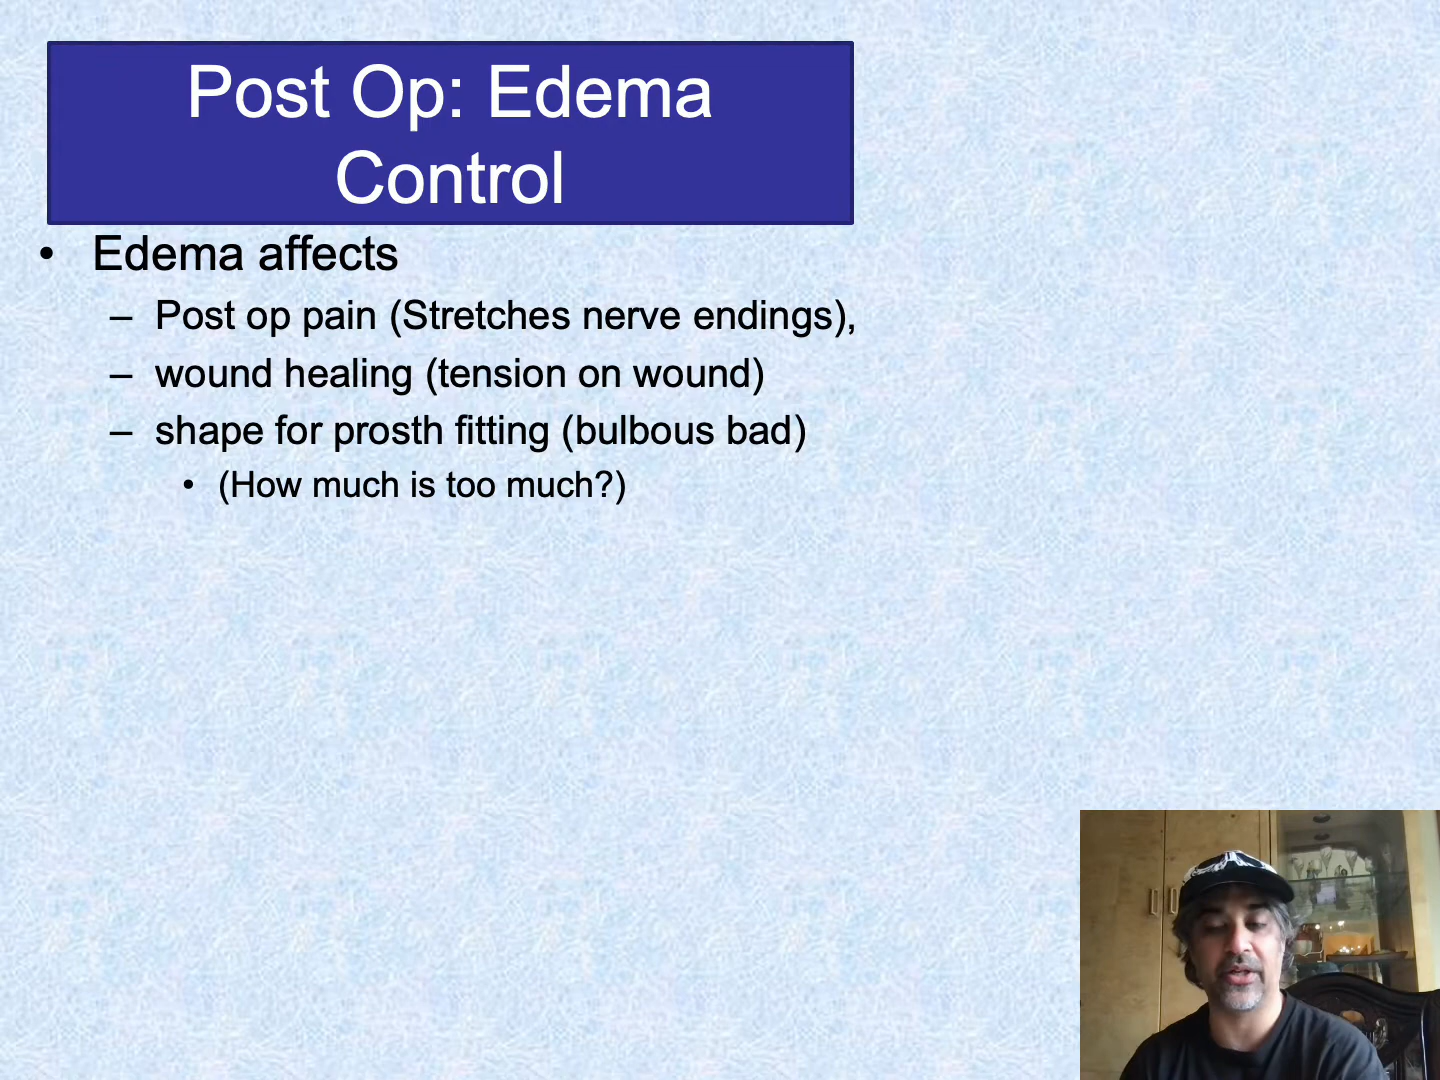 Post Op: Edema
Control
• Edema affects
– Post op pain (Stretches nerve endings),
– wound healing (tension on wound)
– shape for prosth fitting (bulbous bad)
• (How much is too much?)